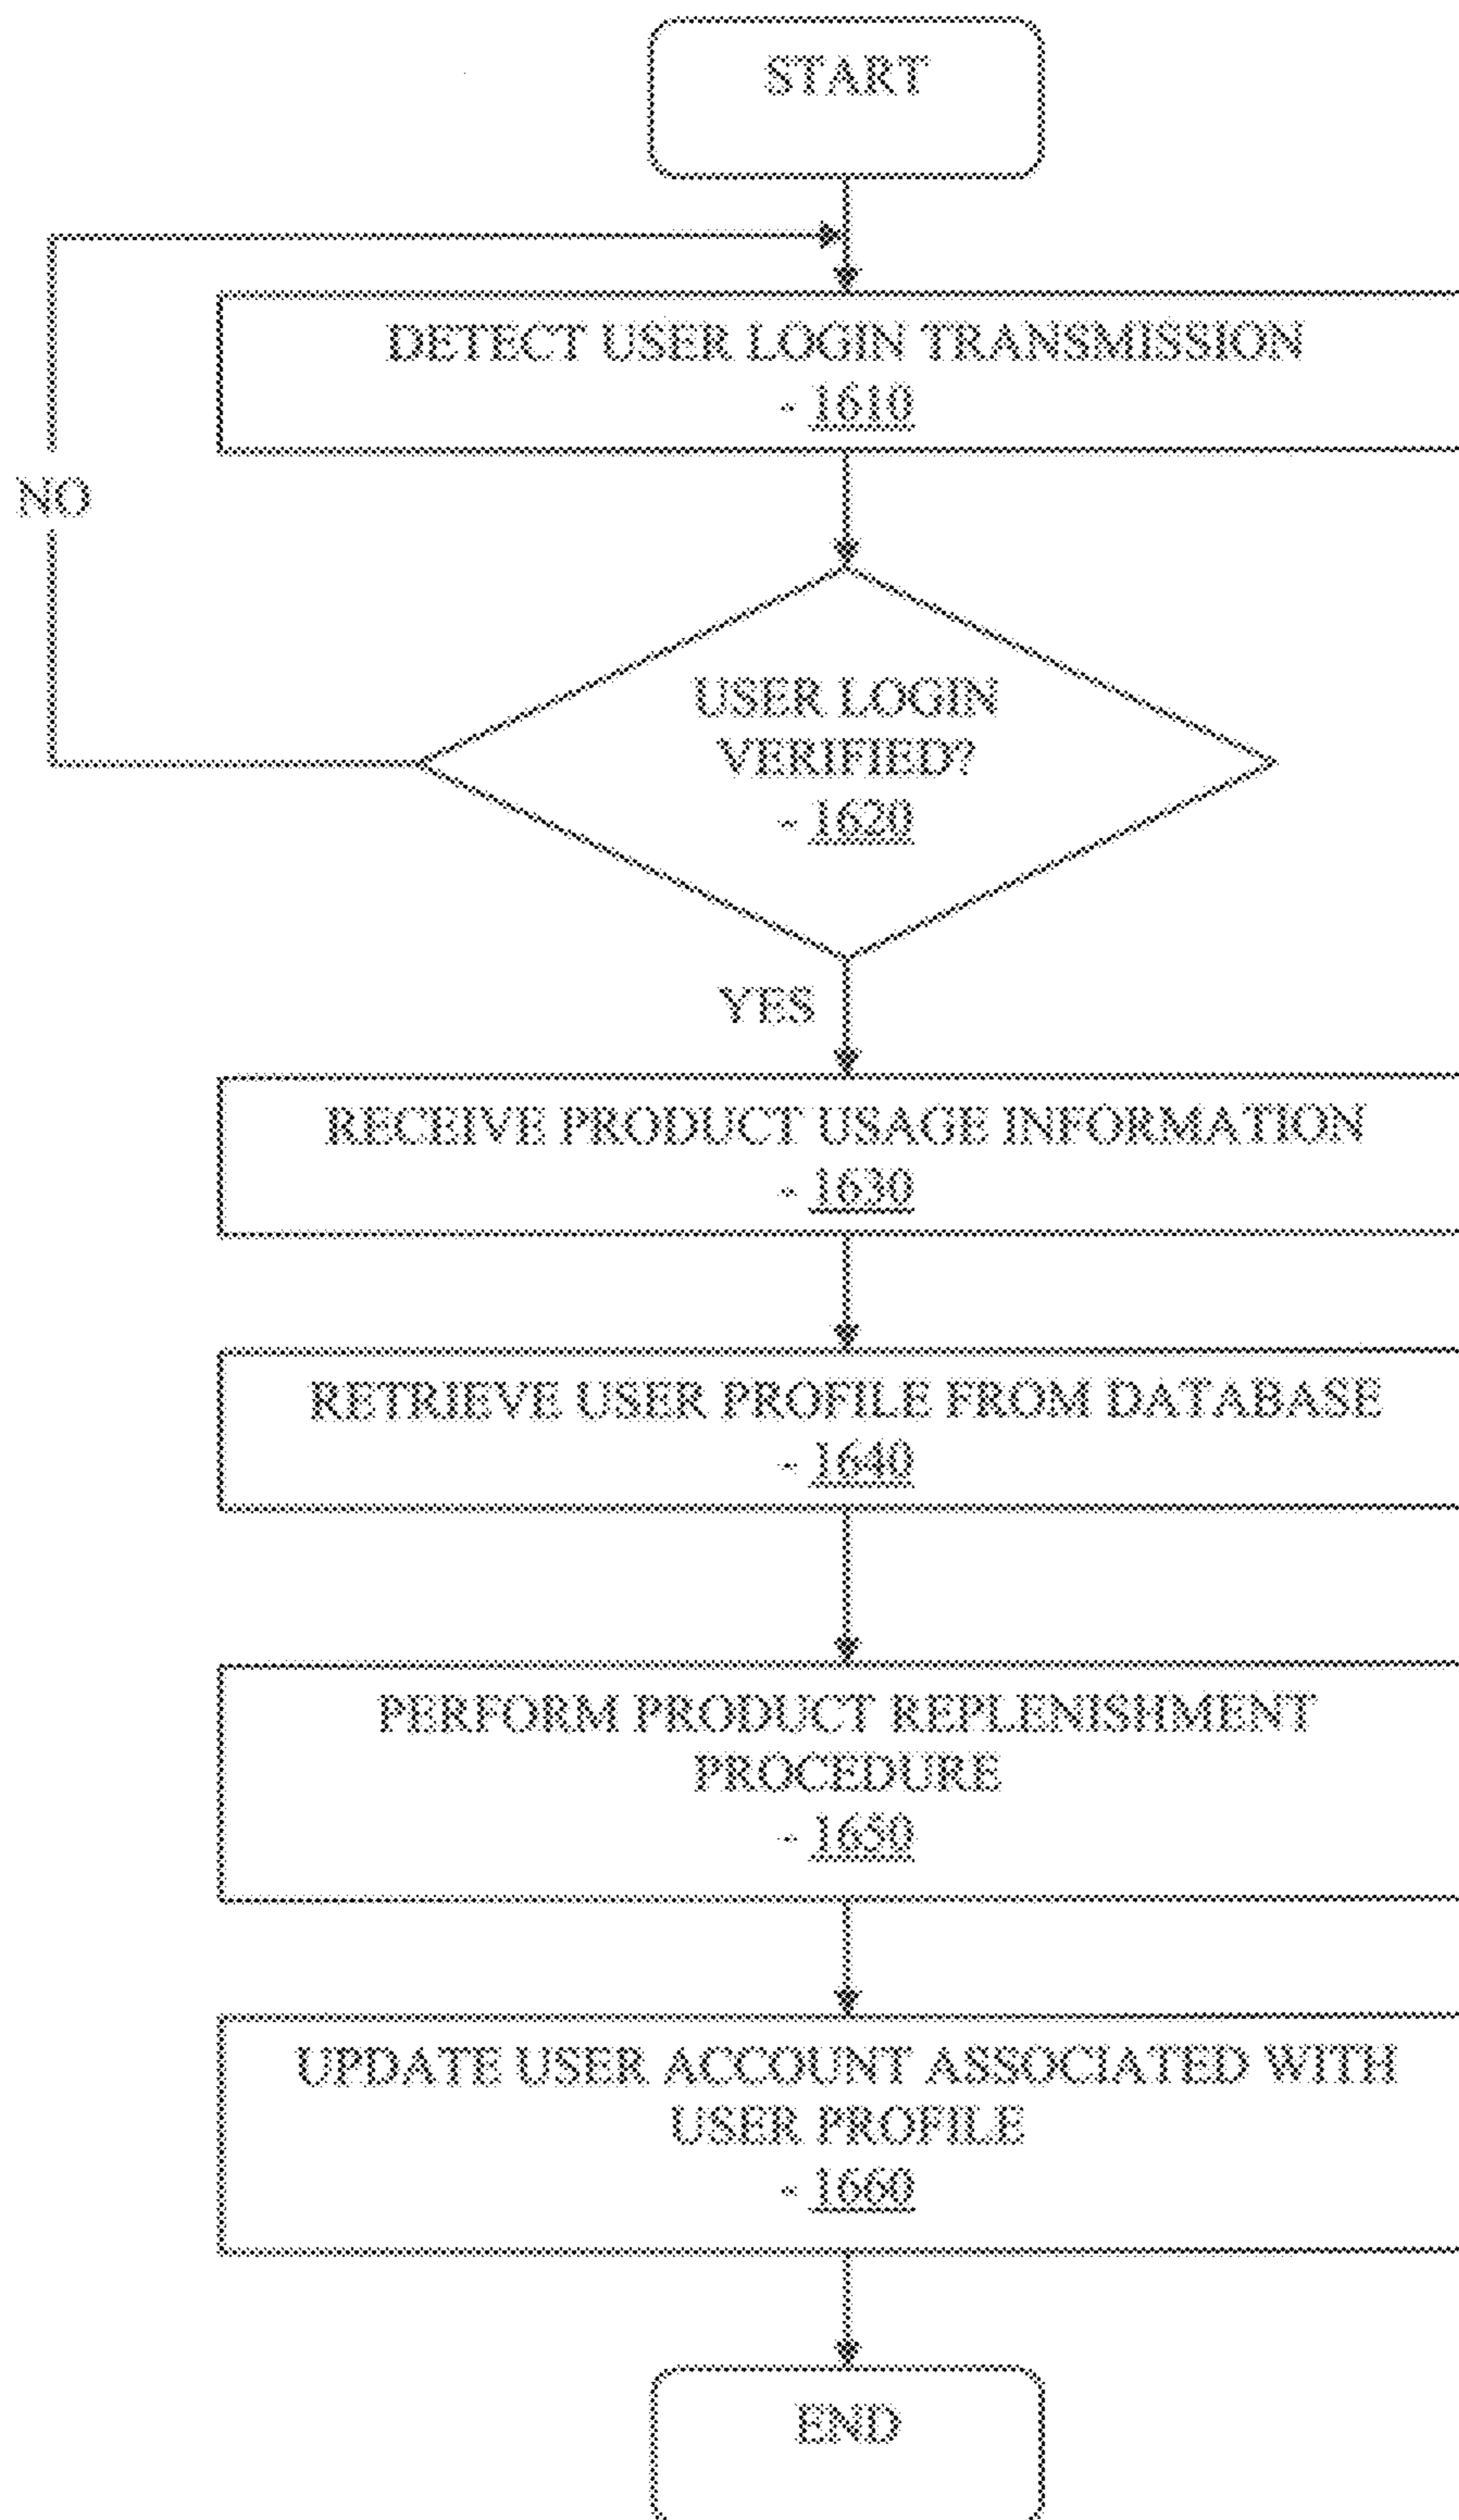 START
DETECT USER LOGIN TRANSMISSION
- 1610
NO
USER LOGIN
VERIFIED?
- 1620
YES
RECEIVE PRODUCT USAGE INFORMATION
- 1630
RETRIEVE USER PROFILE FROM DATABASE
- 1640
PERFORM PRODUCT REPLENISHMENT
PROCEDURE
- 1650
UPDATE USER ACCOUNT ASSOCIATED WITH
USER PROFILE
- 1660
END